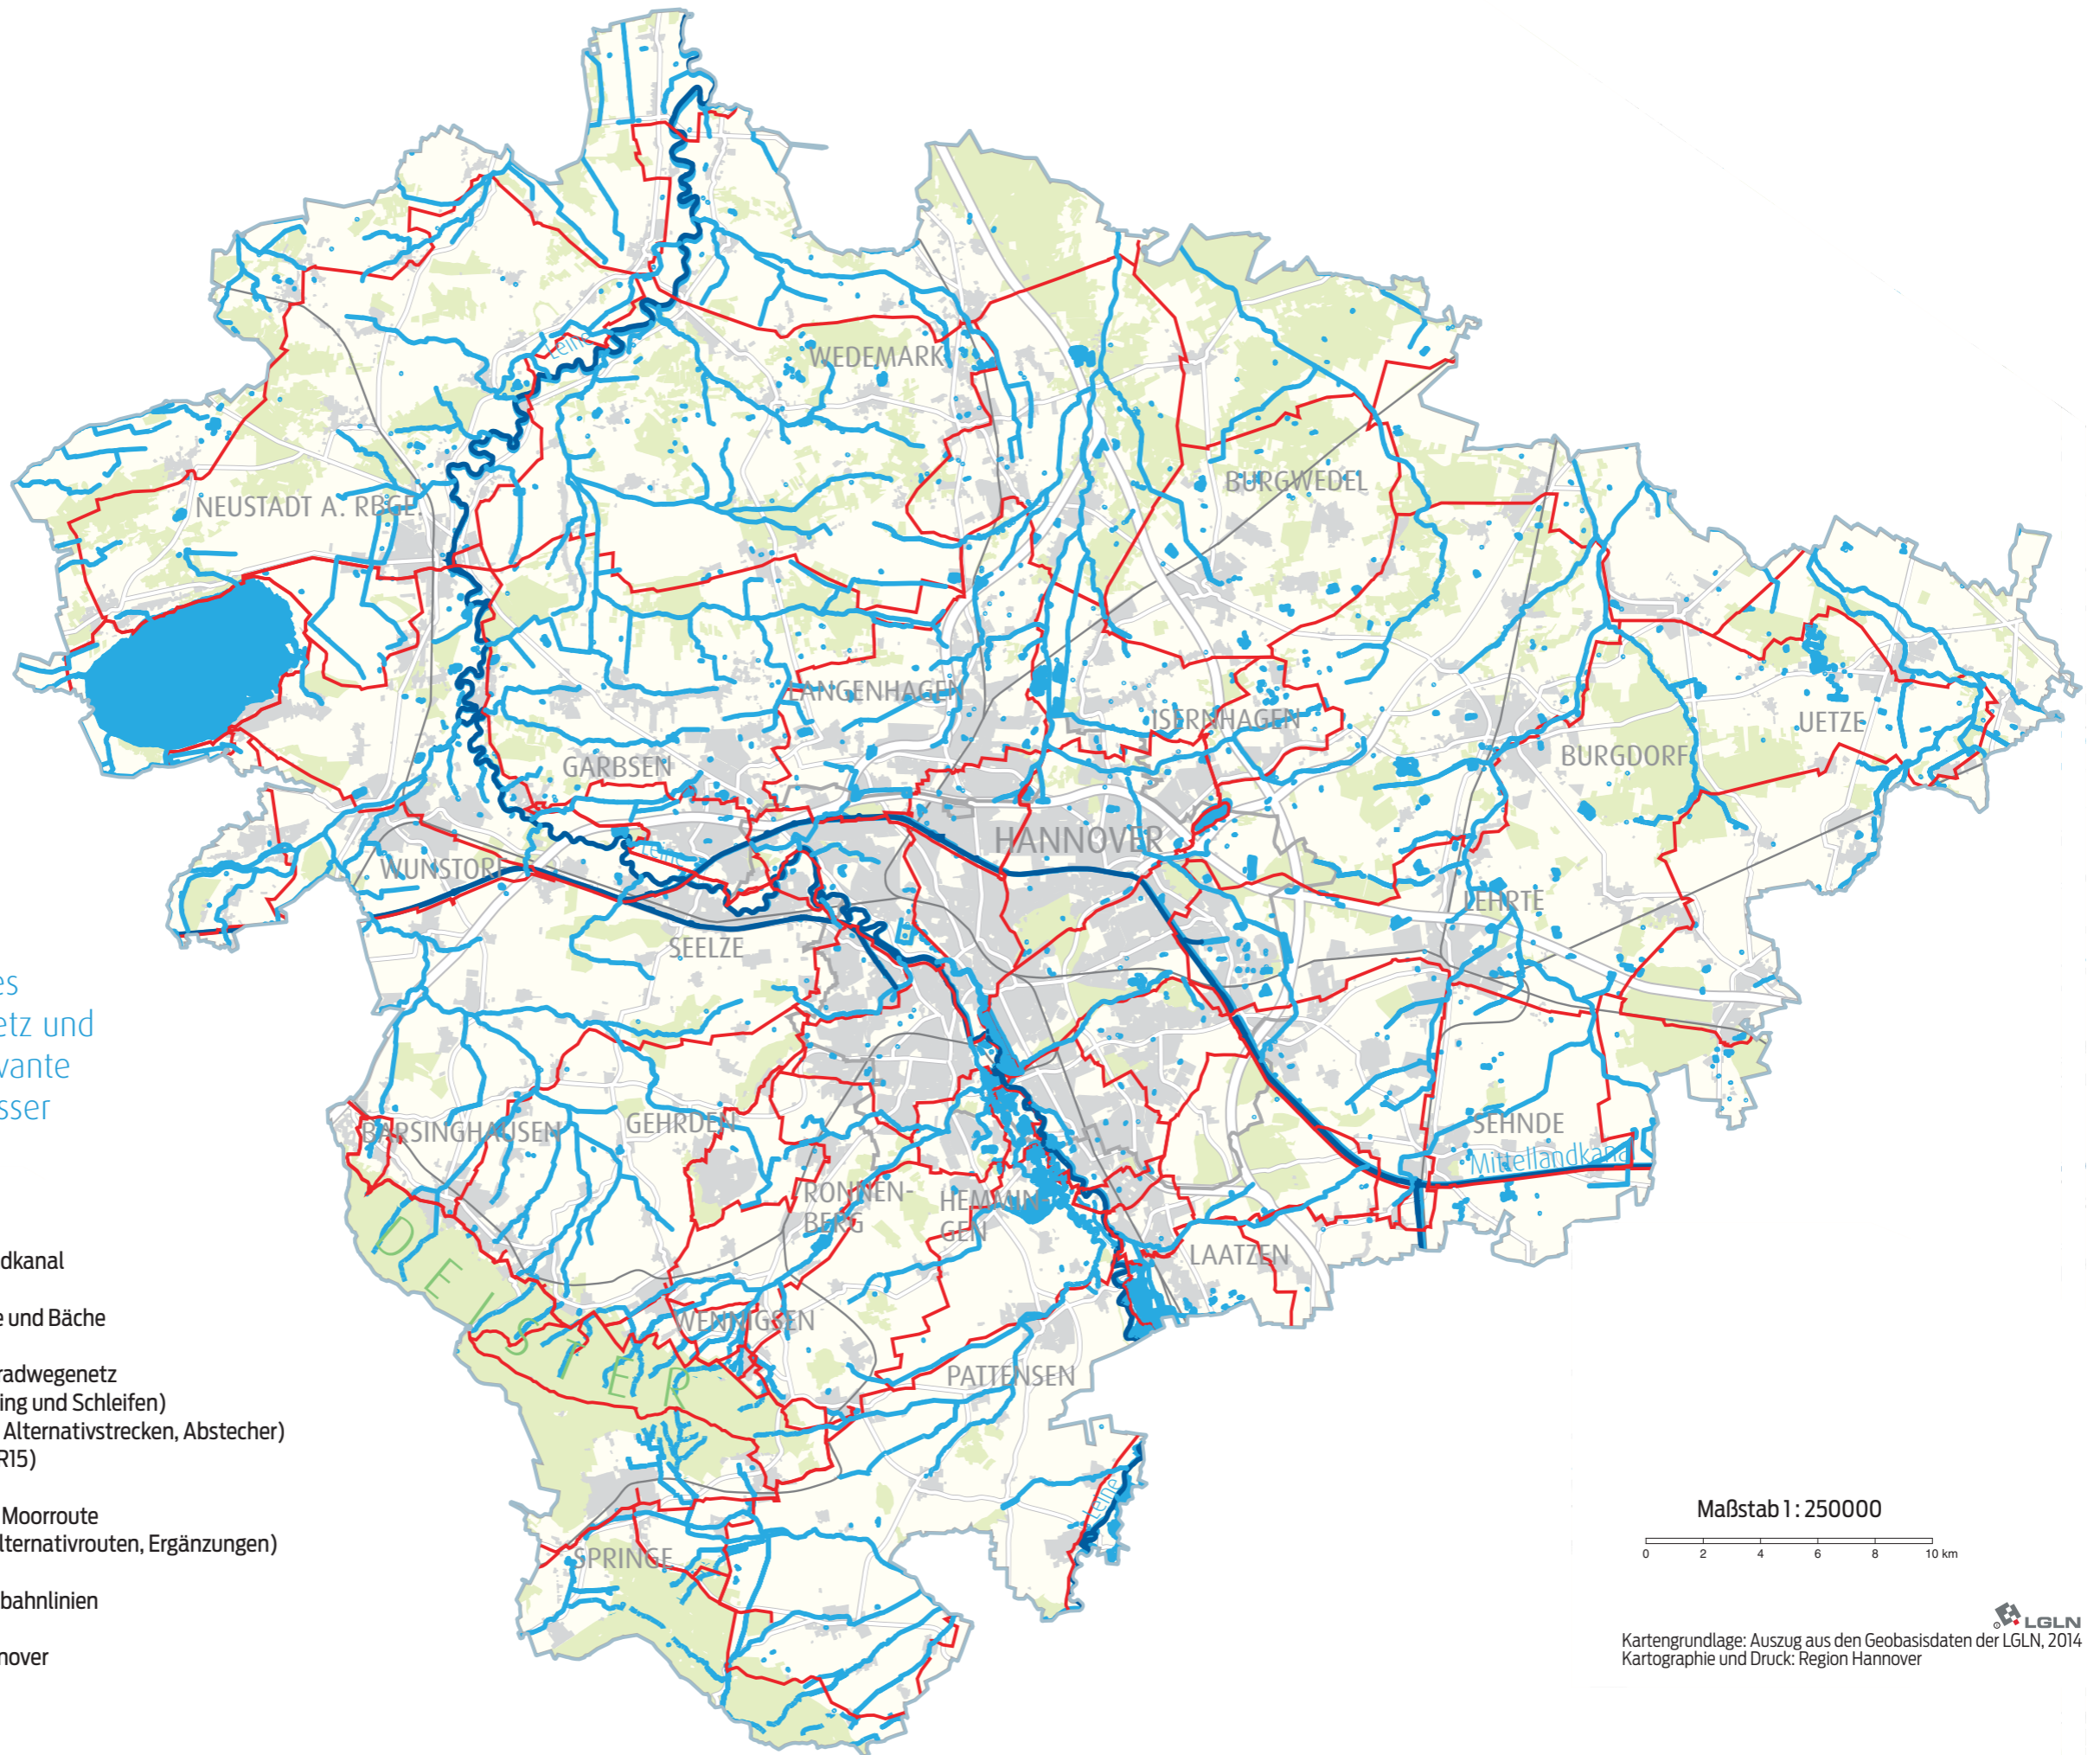 Leine
WEDEMARK
BURGWEDEL
NEUSTADT A. RBGE.
LANGENHAGEN
ISERNHAGEN
UETZE
BURGDORF
GARBSEN
HANNOVER
Leine
WUNSTORF
LEHRTE
SEELZE
es
etz und
vante
sser
BARSINGHAUSEN
GEHRDEN
SEHNDE
Mittellandkanal
RONNEN-
BERG
HEMMIN-
GEN
LAATZEN
DEISTER
WENNIGSEN
PATTENSEN
Leine
SPRINGE
dkanal
e und Bäche
radwegenetz
ing und Schleifen)
Alternativstrecken, Abstecher)
R15)
Moorroute
lternativrouten, Ergänzungen)
bahnlinien
nover
Maßstab 1 : 250000
0 2 4 6 8 10 km
LGLN
Kartengrundlage: Auszug aus den Geobasisdaten der LGLN, 2014
Kartographie und Druck: Region Hannover